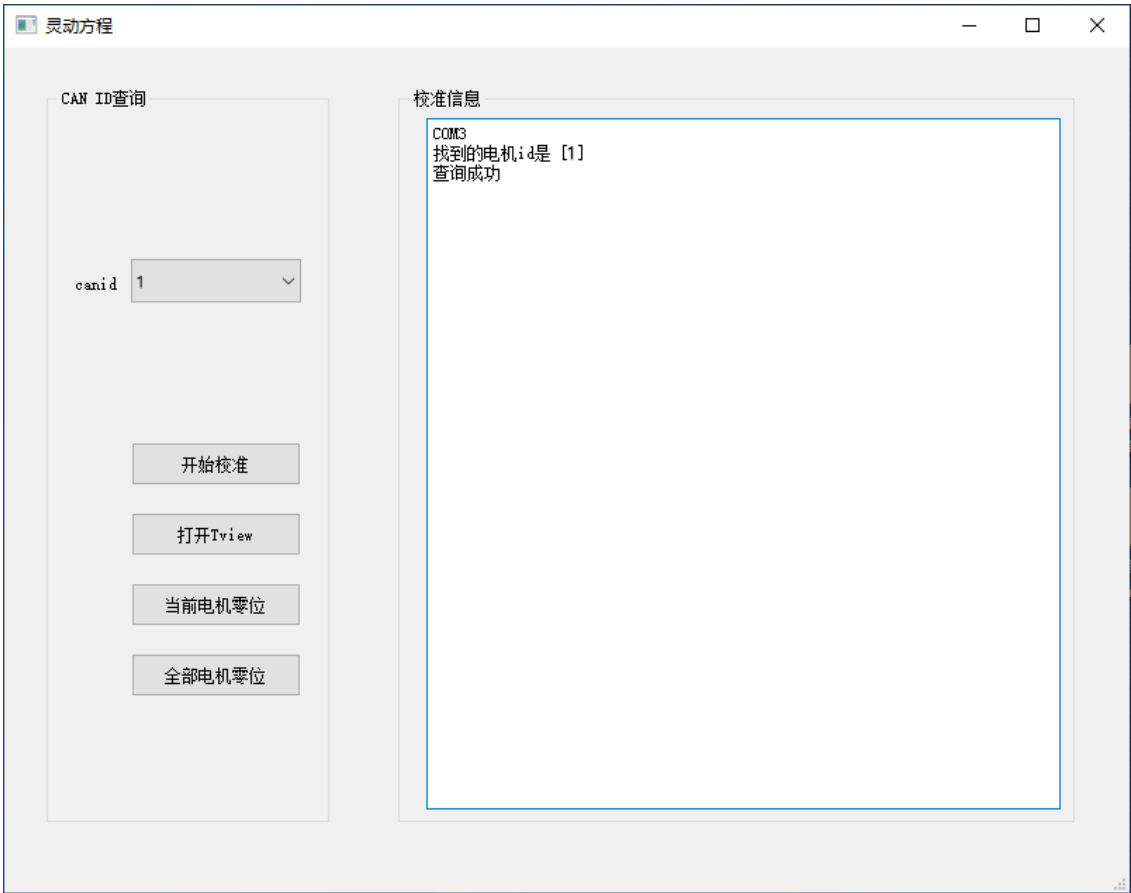 灵动方程
CAN ID查询
canid
1
开始校准
打开Tview
当前电机零位
全部电机零位
校准信息
COM3
找到的电机id是 [1]
查询成功